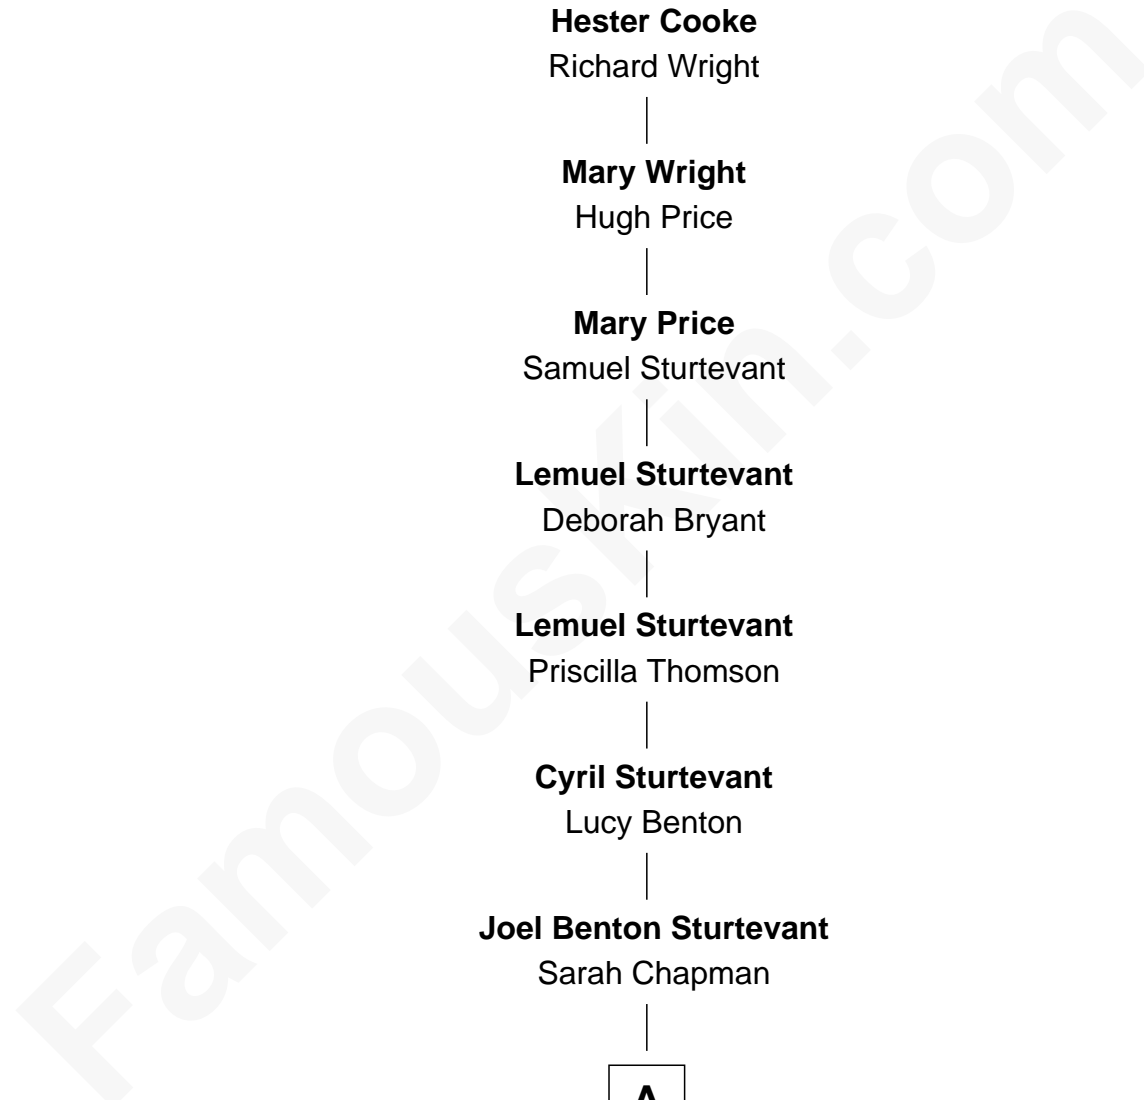 Hester Cooke
Richard Wright
Mary Wright
Hugh Price
Mary Price
Samuel Sturtevant
Lemuel Sturtevant
Deborah Bryant
Lemuel Sturtevant
Priscilla Thomson
Cyril Sturtevant
Lucy Benton
Joel Benton Sturtevant
Sarah Chapman
A
FamousKin.com